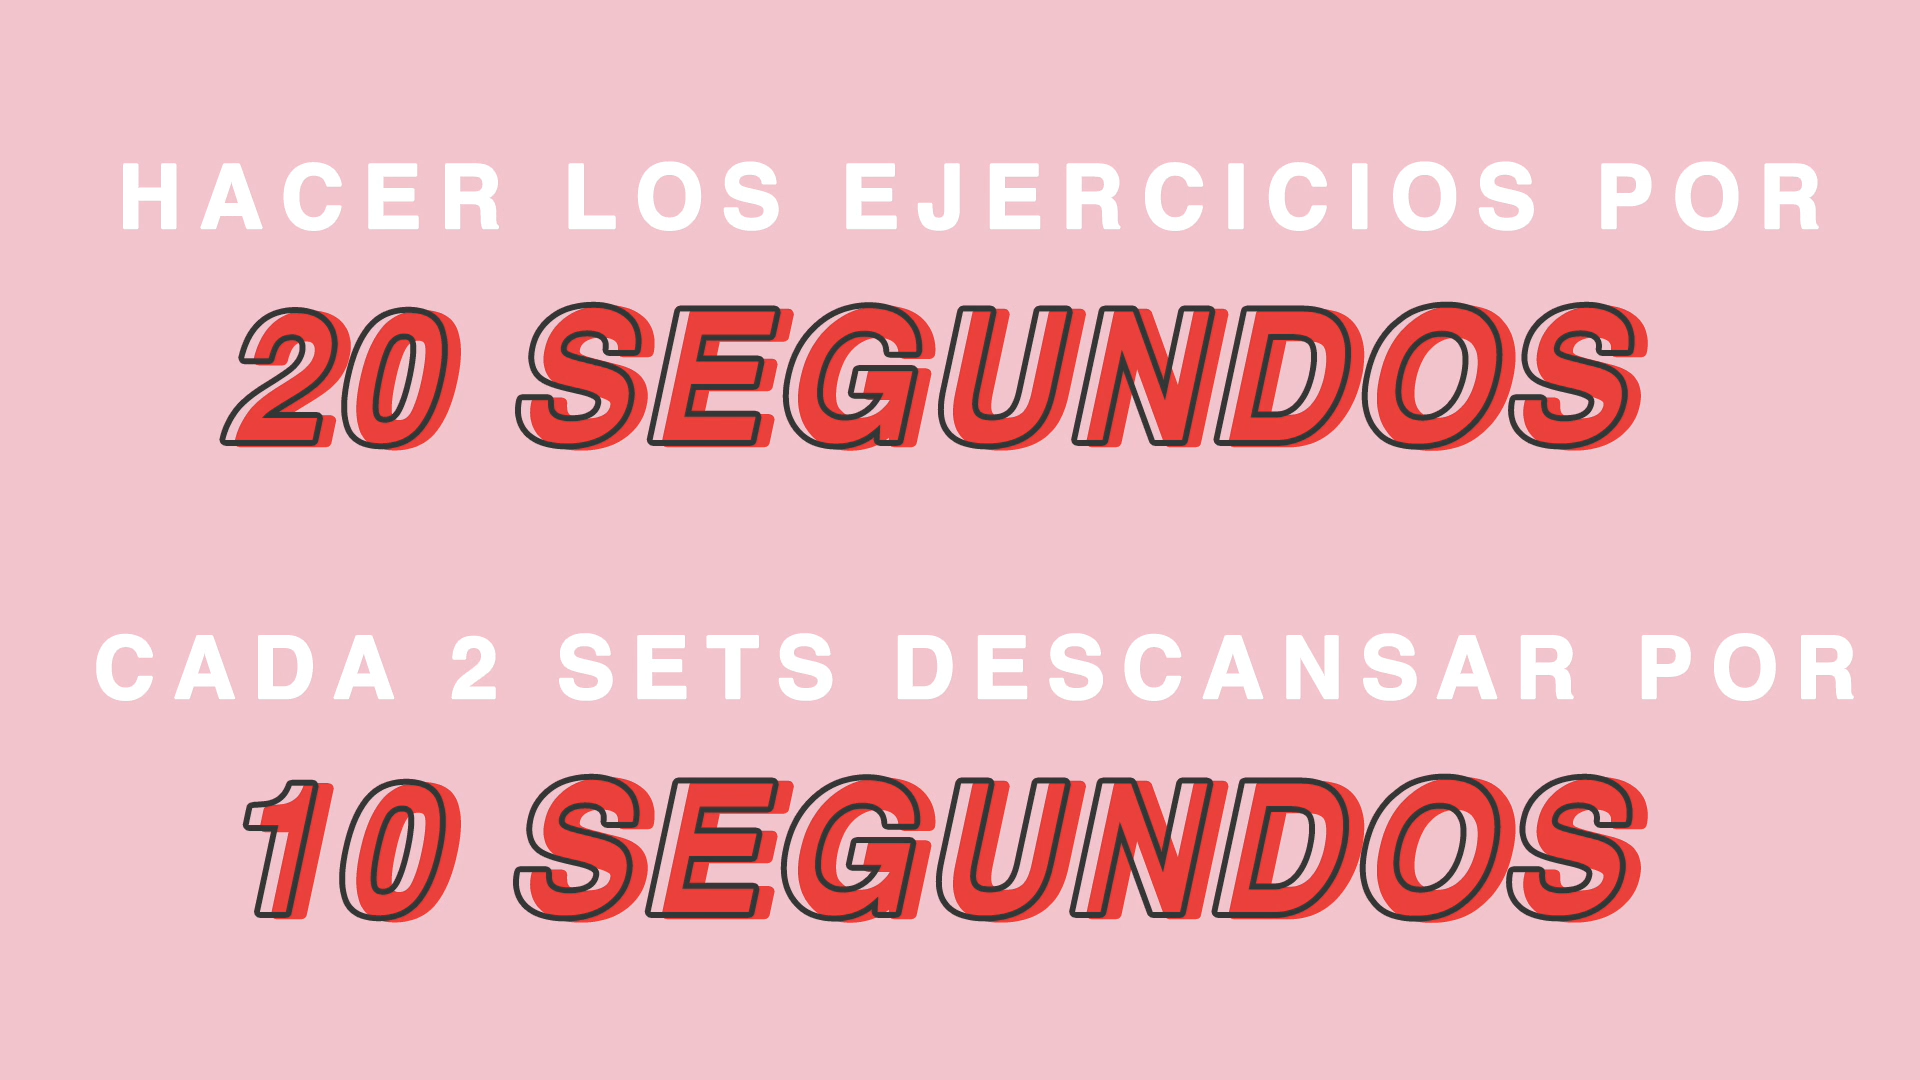 HACER LOS EJERCICIOS POR
20 SEGUNDOS
CADA 2 SETS DESCANSAR POR
10 SEGUNDOS